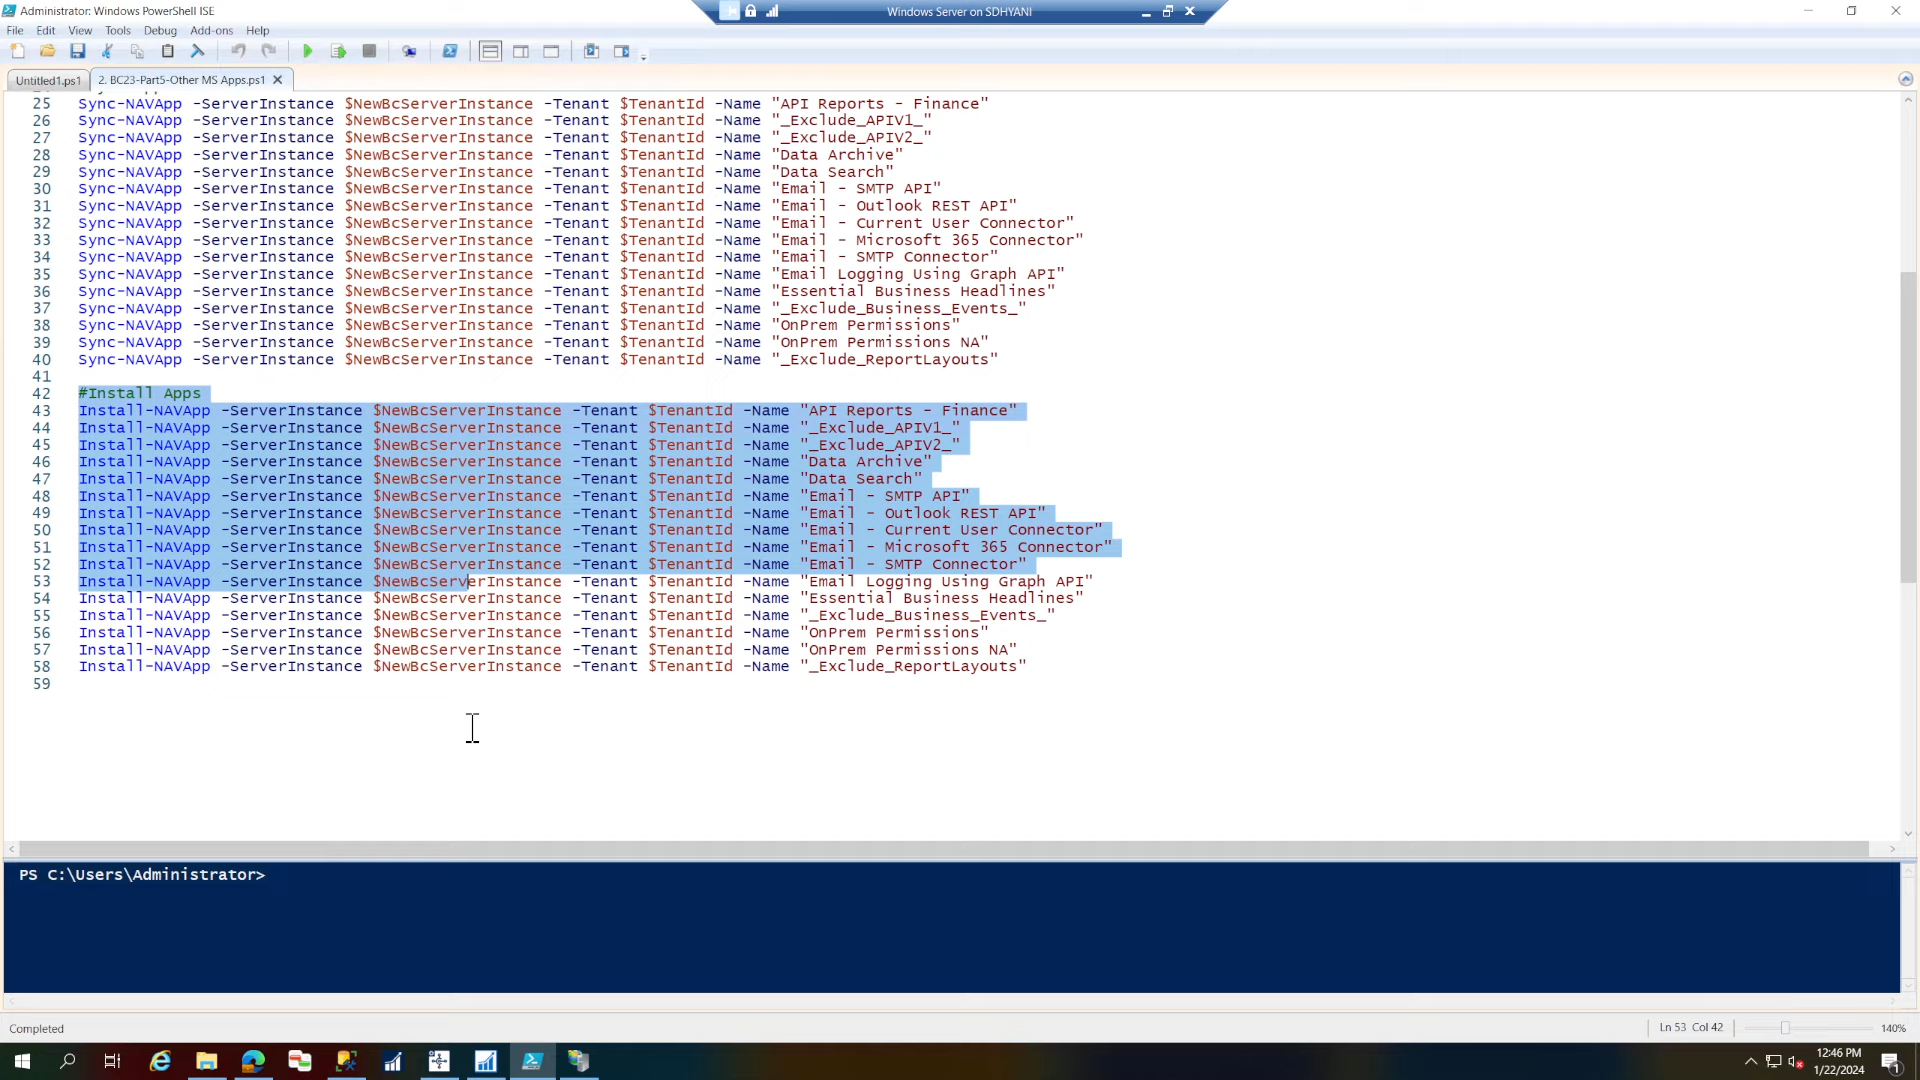 Administrator: Windows PowerShell ISE
Windows Server on SDHYANI
File Edit View Tools Debug Add-ons Help
Untitled1.ps1 2. BC23-Part5-Other MS Apps.ps1
25 Sync-NAVApp -ServerInstance $NewBcServerInstance -Tenant $TenantId -Name "API Reports - Finance"
26 Sync-NAVApp -ServerInstance $NewBcServerInstance -Tenant $TenantId -Name "_Exclude_APIV1_"
27 Sync-NAVApp -ServerInstance $NewBcServerInstance -Tenant $TenantId -Name "_Exclude_APIV2_"
28 Sync-NAVApp -ServerInstance $NewBcServerInstance -Tenant $TenantId -Name "Data Archive"
29 Sync-NAVApp -ServerInstance $NewBcServerInstance -Tenant $TenantId -Name "Data Search"
30 Sync-NAVApp -ServerInstance $NewBcServerInstance -Tenant $TenantId -Name "Email - SMTP API"
31 Sync-NAVApp -ServerInstance $NewBcServerInstance -Tenant $TenantId -Name "Email - Outlook REST API"
32 Sync-NAVApp -ServerInstance $NewBcServerInstance -Tenant $TenantId -Name "Email - Current User Connector"
33 Sync-NAVApp -ServerInstance $NewBcServerInstance -Tenant $TenantId -Name "Email - Microsoft 365 Connector"
34 Sync-NAVApp -ServerInstance $NewBcServerInstance -Tenant $TenantId -Name "Email - SMTP Connector"
35 Sync-NAVApp -ServerInstance $NewBcServerInstance -Tenant $TenantId -Name "Email Logging Using Graph API"
36 Sync-NAVApp -ServerInstance $NewBcServerInstance -Tenant $TenantId -Name "Essential Business Headlines"
37 Sync-NAVApp -ServerInstance $NewBcServerInstance -Tenant $TenantId -Name "_Exclude_Business_Events_"
38 Sync-NAVApp -ServerInstance $NewBcServerInstance -Tenant $TenantId -Name "OnPrem Permissions"
39 Sync-NAVApp -ServerInstance $NewBcServerInstance -Tenant $TenantId -Name "OnPrem Permissions NA"
40 Sync-NAVApp -ServerInstance $NewBcServerInstance -Tenant $TenantId -Name "_Exclude_ReportLayouts"
41
42 #Install Apps
43 Install-NAVApp -ServerInstance $NewBcServerInstance -Tenant $TenantId -Name "API Reports - Finance"
44 Install-NAVApp -ServerInstance $NewBcServerInstance -Tenant $TenantId -Name "_Exclude_APIV1_"
45 Install-NAVApp -ServerInstance $NewBcServerInstance -Tenant $TenantId -Name "_Exclude_APIV2_"
46 Install-NAVApp -ServerInstance $NewBcServerInstance -Tenant $TenantId -Name "Data Archive"
47 Install-NAVApp -ServerInstance $NewBcServerInstance -Tenant $TenantId -Name "Data Search"
48 Install-NAVApp -ServerInstance $NewBcServerInstance -Tenant $TenantId -Name "Email - SMTP API"
49 Install-NAVApp -ServerInstance $NewBcServerInstance -Tenant $TenantId -Name "Email - Outlook REST API"
50 Install-NAVApp -ServerInstance $NewBcServerInstance -Tenant $TenantId -Name "Email - Current User Connector"
51 Install-NAVApp -ServerInstance $NewBcServerInstance -Tenant $TenantId -Name "Email - Microsoft 365 Connector"
52 Install-NAVApp -ServerInstance $NewBcServerInstance -Tenant $TenantId -Name "Email - SMTP Connector"
53 Install-NAVApp -ServerInstance $NewBcServerInstance -Tenant $TenantId -Name "Email Logging Using Graph API"
54 Install-NAVApp -ServerInstance $NewBcServerInstance -Tenant $TenantId -Name "Essential Business Headlines"
55 Install-NAVApp -ServerInstance $NewBcServerInstance -Tenant $TenantId -Name "_Exclude_Business_Events_"
56 Install-NAVApp -ServerInstance $NewBcServerInstance -Tenant $TenantId -Name "OnPrem Permissions"
57 Install-NAVApp -ServerInstance $NewBcServerInstance -Tenant $TenantId -Name "OnPrem Permissions NA"
58 Install-NAVApp -ServerInstance $NewBcServerInstance -Tenant $TenantId -Name "_Exclude_ReportLayouts"
59
PS C:\Users\Administrator>
Completed
Ln 53 Col 42
140%
12:46 PM
1/22/2024
1